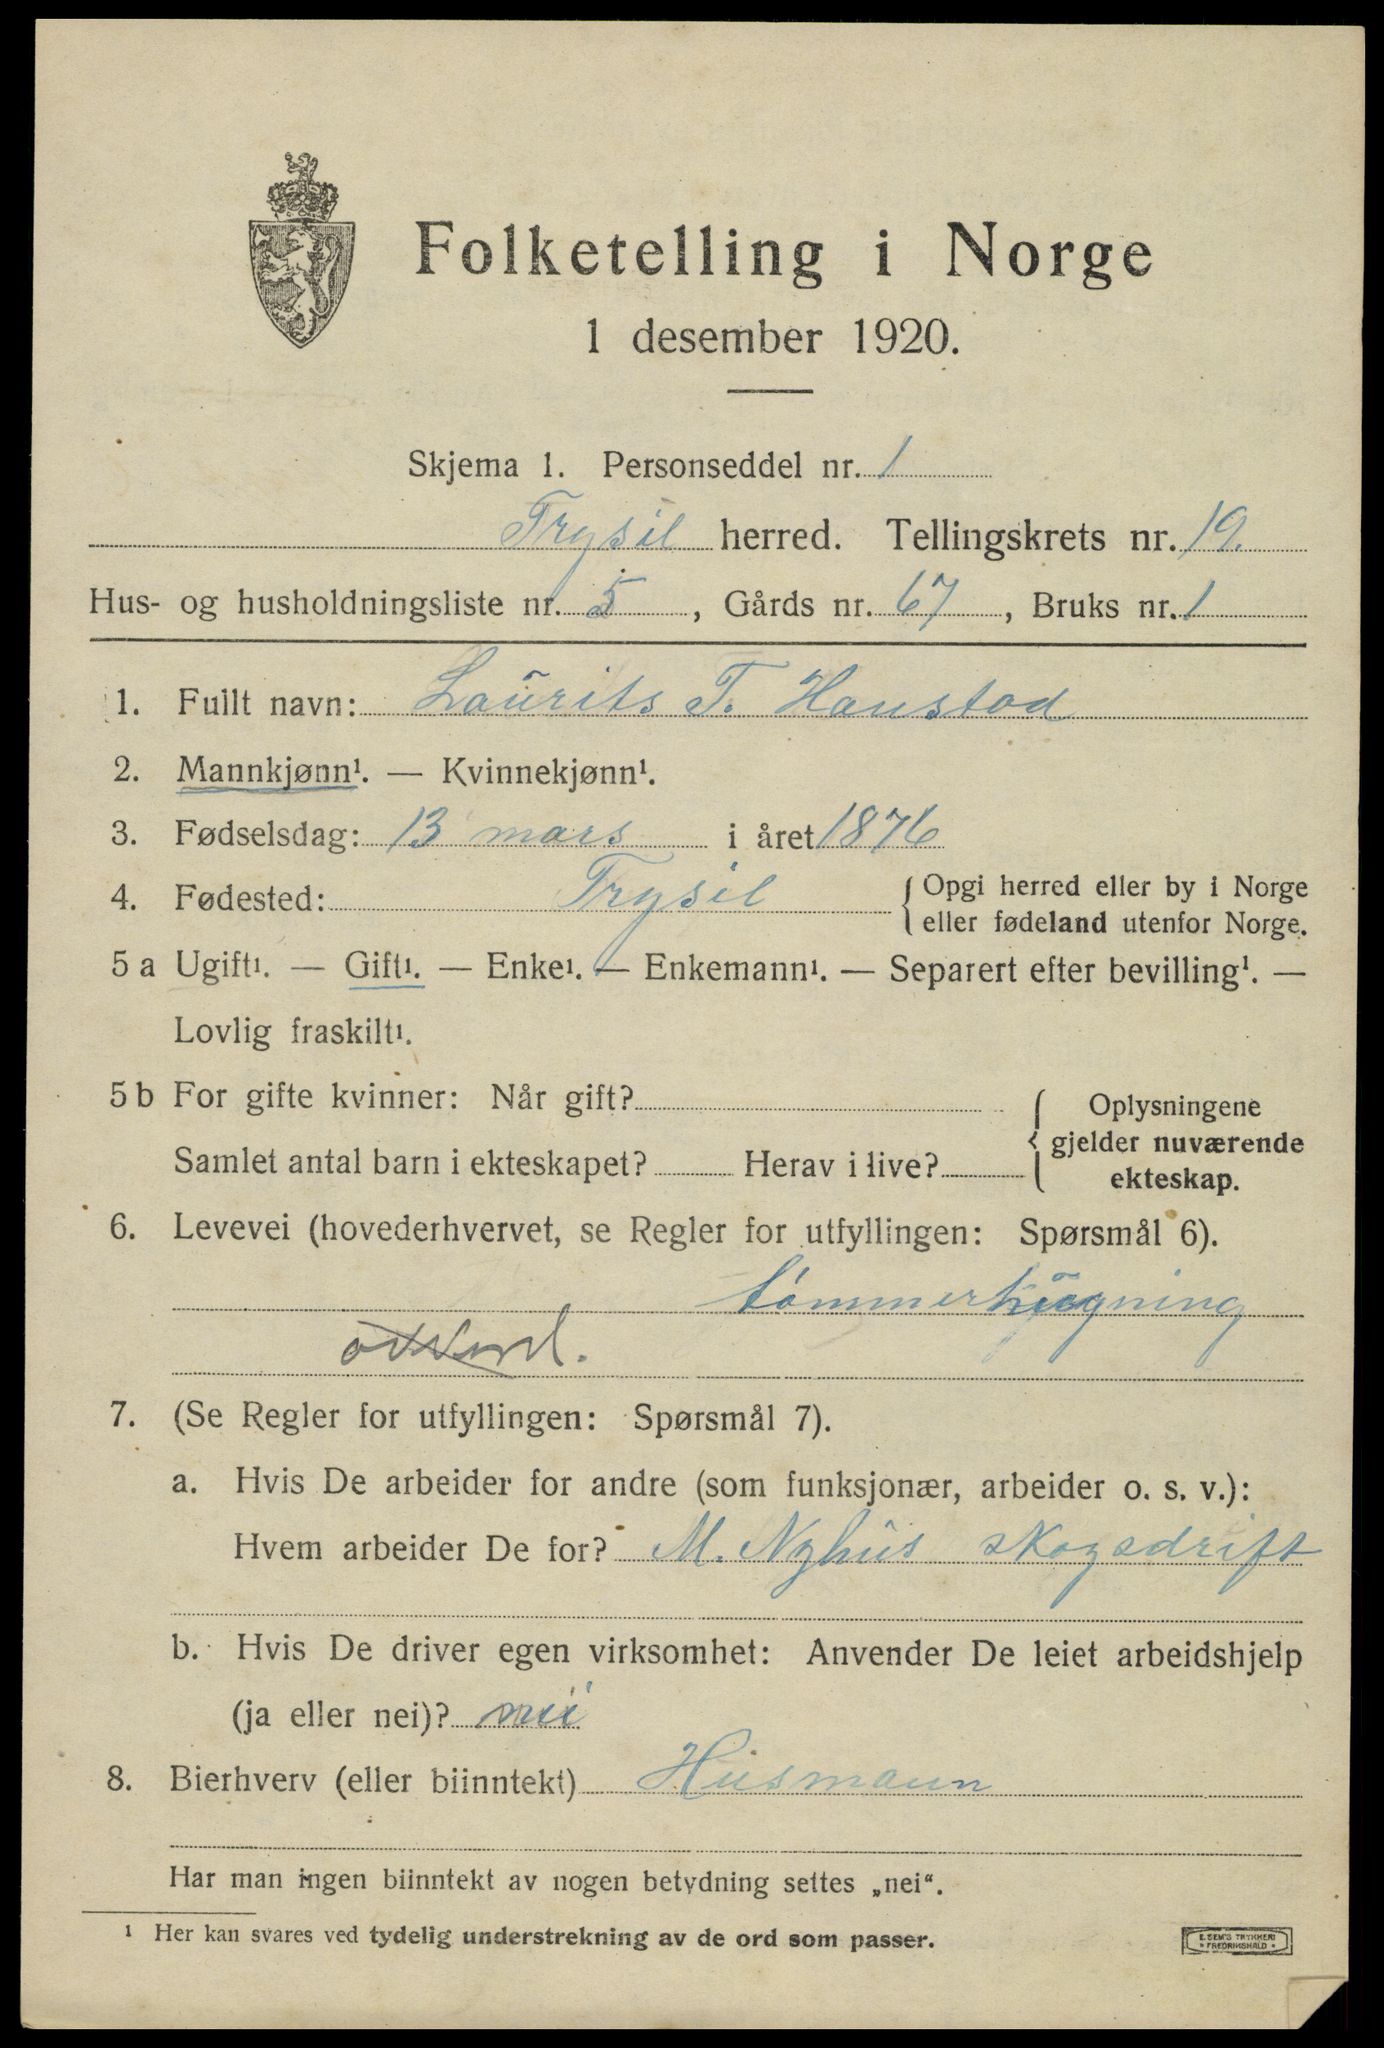 Folketelling i Norge
1 desember 1920.
Skjema 1. Personseddel nr. 1
Trysil herred. Tellingskrets nr. 19.
Hus- og husholdningsliste nr. 5, Gårds nr. 67, Bruks nr. 1
1. Fullt navn: Laurits T. Hanstad
2. Mannkjønn¹. — Kvinnekjønn¹.
3. Fødselsdag: 13 mars i året 1876
4. Fødested: Trysil { Opgi herred eller by i Norge
eller fødeland utenfor Norge.
5 a Ugift¹. — Gift¹. — Enke¹. — Enkemann¹. — Separert efter bevilling¹. —
Lovlig fraskilt¹.
5 b For gifte kvinner: Når gift?
Samlet antal barn i ekteskapet? Herav i live?
{ Oplysningene
gjelder nuværende
ekteskap.
6. Levevei (hovederhvervet, se Regler for utfyllingen: Spørsmål 6).
tømmerhugning
7. (Se Regler for utfyllingen: Spørsmål 7).
a. Hvis De arbeider for andre (som funksjonær, arbeider o. s. v.):
Hvem arbeider De for? M. Nyhus skogsdrift
b. Hvis De driver egen virksomhet: Anvender De leiet arbeidshjelp
(ja eller nei)? nei
8. Bierhverv (eller biinntekt) Husmann
Har man ingen biinntekt av nogen betydning settes „nei“.
¹ Her kan svares ved tydelig understrekning av de ord som passer.
E. SEM'S TRYKKERI
• FREDRIKSHALD •